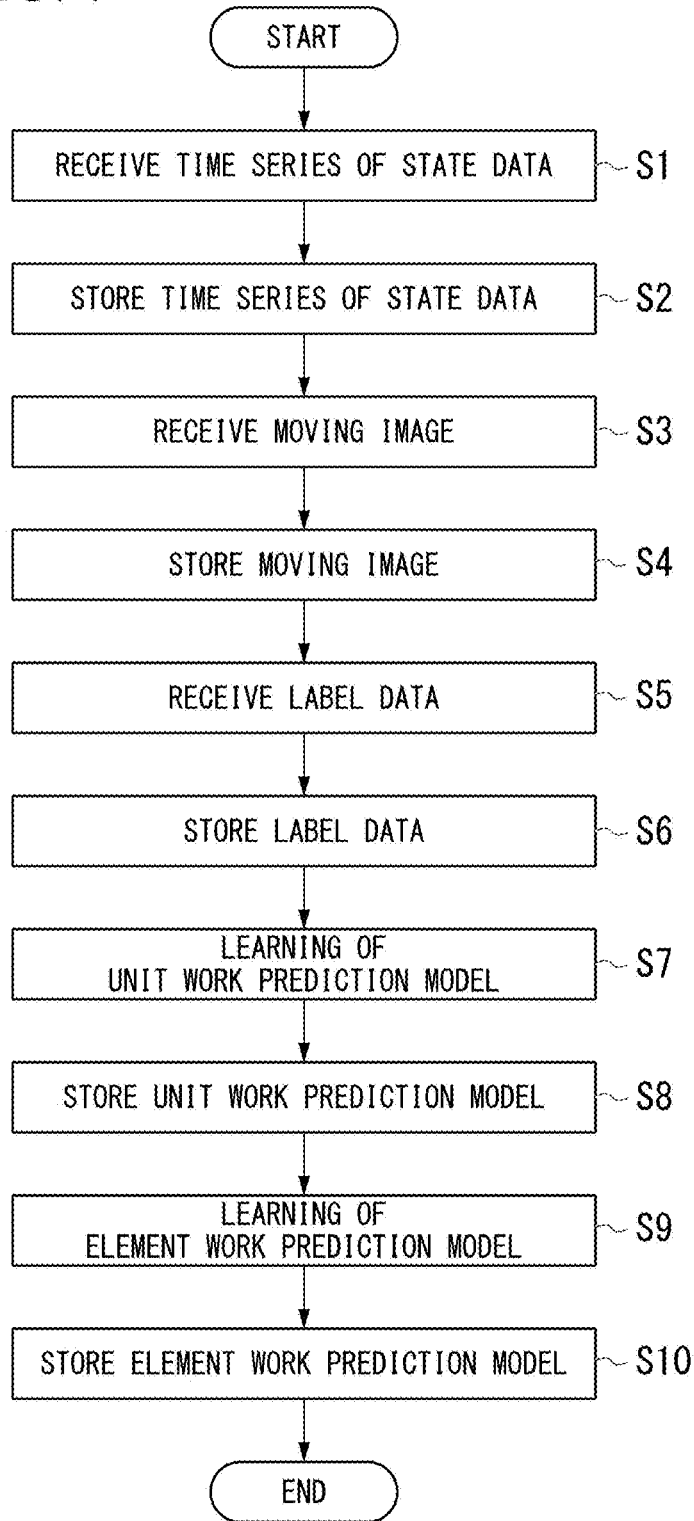 START
RECEIVE TIME SERIES OF STATE DATA
S1
STORE TIME SERIES OF STATE DATA
S2
RECEIVE MOVING IMAGE
S3
STORE MOVING IMAGE
S4
RECEIVE LABEL DATA
S5
STORE LABEL DATA
S6
LEARNING OF
UNIT WORK PREDICTION MODEL
S7
STORE UNIT WORK PREDICTION MODEL
S8
LEARNING OF
ELEMENT WORK PREDICTION MODEL
S9
STORE ELEMENT WORK PREDICTION MODEL
S10
END